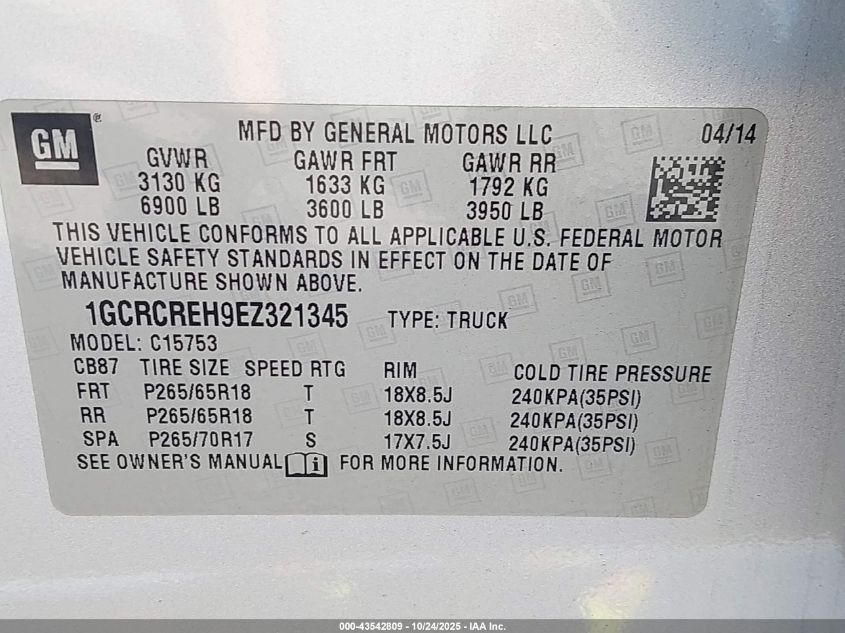 GM ®
MFD BY GENERAL MOTORS LLC 04/14
GVWR GAWR FRT GAWR RR
3130 KG 1633 KG 1792 KG
6900 LB 3600 LB 3950 LB
THIS VEHICLE CONFORMS TO ALL APPLICABLE U.S. FEDERAL MOTOR
VEHICLE SAFETY STANDARDS IN EFFECT ON THE DATE OF
MANUFACTURE SHOWN ABOVE.
1GCRCREH9EZ321345 TYPE: TRUCK
MODEL: C15753
CB87 TIRE SIZE SPEED RTG RIM COLD TIRE PRESSURE
FRT P265/65R18 T 18X8.5J 240KPA(35PSI)
RR P265/65R18 T 18X8.5J 240KPA(35PSI)
SPA P265/70R17 S 17X7.5J 240KPA(35PSI)
SEE OWNER'S MANUAL i FOR MORE INFORMATION.
000-43542809 - 10/24/2025 - IAA Inc.